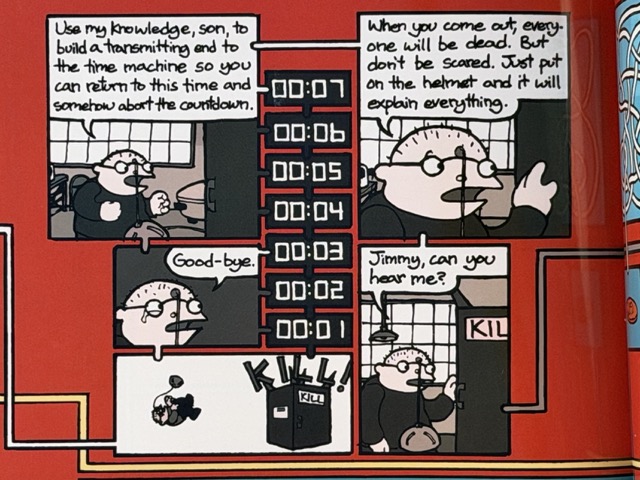 Use my knowledge, son, to
build a transmitting end to
the time machine so you
can return to this time and
somehow abort the countdown.
When you come out, every-
one will be dead. But
don't be scared. Just put
on the helmet and it will
explain everything.
00:07
00:06
00:05
00:04
00:03
00:02
00:01
Good-bye.
Jimmy, can you
hear me?
KIL
KILL!
KILL